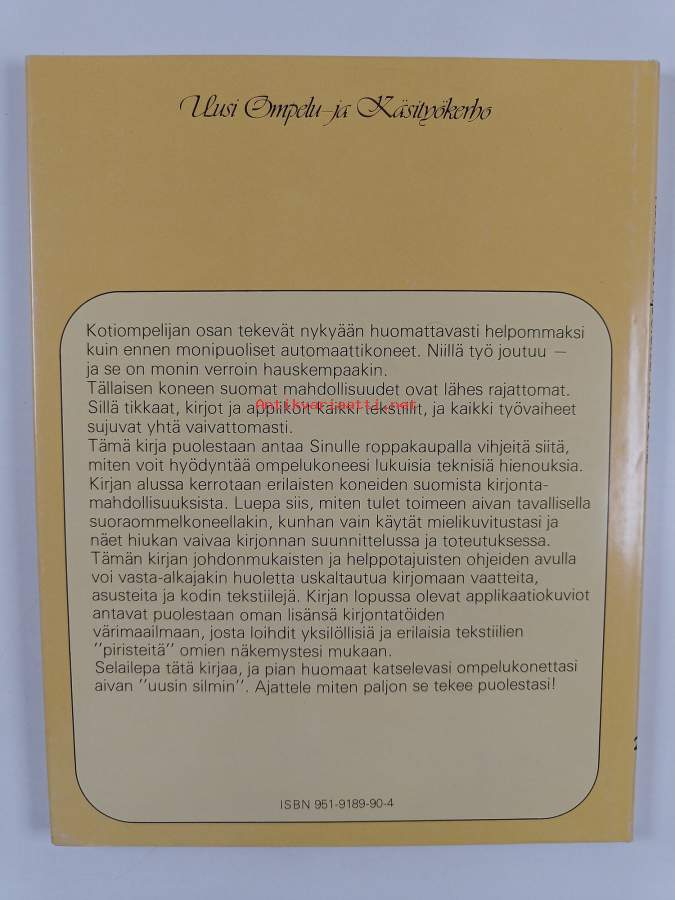 Uusi Ompelu-ja Käsityökerho
Kotiompelijan osan tekevät nykyään huomattavasti helpommaksi
kuin ennen monipuoliset automaattikoneet. Niillä työ joutuu —
ja se on monin verroin hauskempaakin.
Tällaisen koneen suomat mahdollisuudet ovat lähes rajattomat.
Antikvariaatti.net
Sillä tikkaat, kirjot ja applikoit kaikki tekstiilit, ja kaikki työvaiheet
sujuvat yhtä vaivattomasti.
Tämä kirja puolestaan antaa Sinulle roppakaupalla vihjeitä siitä,
miten voit hyödyntää ompelukoneesi lukuisia teknisiä hienouksia.
Kirjan alussa kerrotaan erilaisten koneiden suomista kirjonta-
mahdollisuuksista. Luepa siis, miten tulet toimeen aivan tavallisella
suoraommelkoneellakin, kunhan vain käytät mielikuvitustasi ja
näet hiukan vaivaa kirjonnan suunnittelussa ja toteutuksessa.
Tämän kirjan johdonmukaisten ja helppotajuisten ohjeiden avulla
voi vasta-alkajakin huoletta uskaltautua kirjomaan vaatteita,
asusteita ja kodin tekstiilejä. Kirjan lopussa olevat applikaatiokuviot
antavat puolestaan oman lisänsä kirjontatöiden
värimaailmaan, josta loihdit yksilöllisiä ja erilaisia tekstiilien
"piristeitä" omien näkemystesi mukaan.
Selailepa tätä kirjaa, ja pian huomaat katselevasi ompelukonettasi
aivan "uusin silmin". Ajattele miten paljon se tekee puolestasi!
ISBN 951-9189-90-4